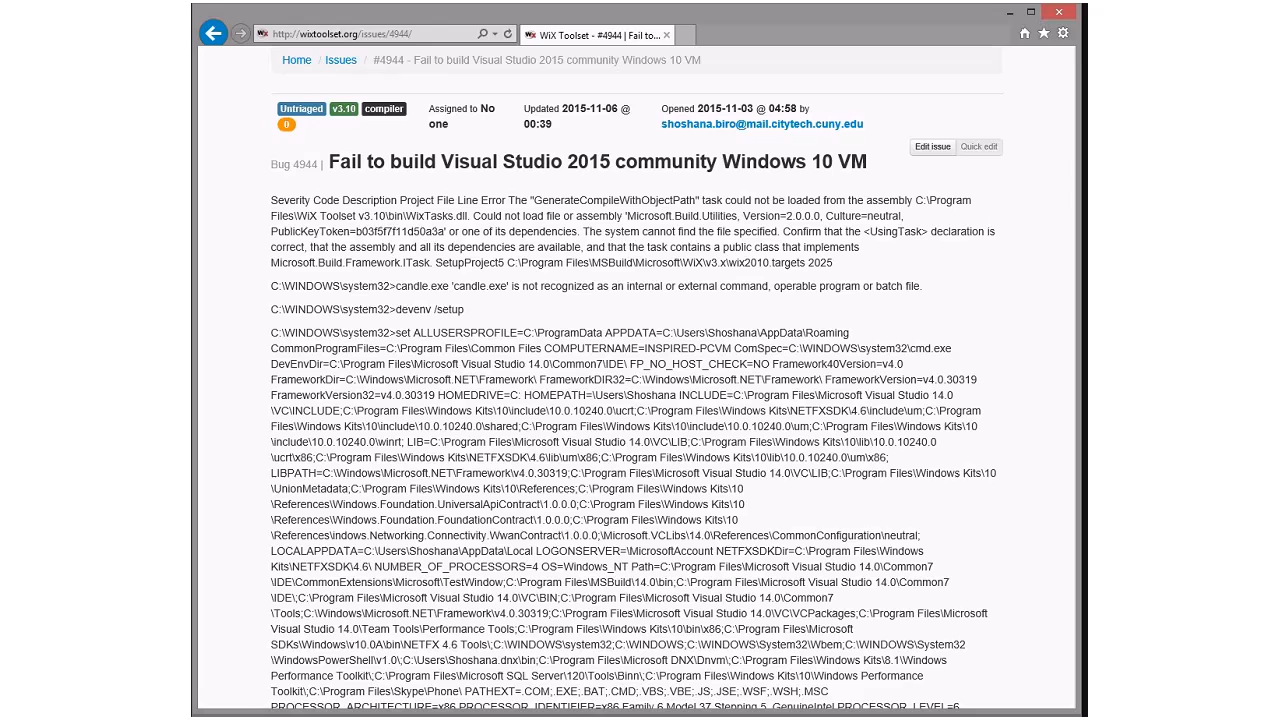 http://wixtoolset.org/issues/4944/
WiX Toolset - #4944 | Fail to...
Home / Issues / #4944 - Fail to build Visual Studio 2015 community Windows 10 VM
Untriaged v3.10 compiler
0
Assigned to No
one
Updated 2015-11-06 @
00:39
Opened 2015-11-03 @ 04:58 by
shoshana.biro@mail.citytech.cuny.edu
Edit issue Quick edit
Bug 4944 | Fail to build Visual Studio 2015 community Windows 10 VM
Severity Code Description Project File Line Error The "GenerateCompileWithObjectPath" task could not be loaded from the assembly C:\Program
Files\WiX Toolset v3.10\bin\WixTasks.dll. Could not load file or assembly 'Microsoft.Build.Utilities, Version=2.0.0.0, Culture=neutral,
PublicKeyToken=b03f5f7f11d50a3a' or one of its dependencies. The system cannot find the file specified. Confirm that the <UsingTask> declaration is
correct, that the assembly and all its dependencies are available, and that the task contains a public class that implements
Microsoft.Build.Framework.ITask. SetupProject5 C:\Program Files\MSBuild\Microsoft\WiX\v3.x\wix2010.targets 2025
C:\WINDOWS\system32>candle.exe 'candle.exe' is not recognized as an internal or external command, operable program or batch file.
C:\WINDOWS\system32>devenv /setup
C:\WINDOWS\system32>set ALLUSERSPROFILE=C:\ProgramData APPDATA=C:\Users\Shoshana\AppData\Roaming
CommonProgramFiles=C:\Program Files\Common Files COMPUTERNAME=INSPIRED-PCVM ComSpec=C:\WINDOWS\system32\cmd.exe
DevEnvDir=C:\Program Files\Microsoft Visual Studio 14.0\Common7\IDE\ FP_NO_HOST_CHECK=NO Framework40Version=v4.0
FrameworkDir=C:\Windows\Microsoft.NET\Framework\ FrameworkDIR32=C:\Windows\Microsoft.NET\Framework\ FrameworkVersion=v4.0.30319
FrameworkVersion32=v4.0.30319 HOMEDRIVE=C: HOMEPATH=\Users\Shoshana INCLUDE=C:\Program Files\Microsoft Visual Studio 14.0
\VC\INCLUDE;C:\Program Files\Windows Kits\10\include\10.0.10240.0\ucrt;C:\Program Files\Windows Kits\NETFXSDK\4.6\include\um;C:\Program
Files\Windows Kits\10\include\10.0.10240.0\shared;C:\Program Files\Windows Kits\10\include\10.0.10240.0\um;C:\Program Files\Windows Kits\10
\include\10.0.10240.0\winrt; LIB=C:\Program Files\Microsoft Visual Studio 14.0\VC\LIB;C:\Program Files\Windows Kits\10\lib\10.0.10240.0
\ucrt\x86;C:\Program Files\Windows Kits\NETFXSDK\4.6\lib\um\x86;C:\Program Files\Windows Kits\10\lib\10.0.10240.0\um\x86;
LIBPATH=C:\Windows\Microsoft.NET\Framework\v4.0.30319;C:\Program Files\Microsoft Visual Studio 14.0\VC\LIB;C:\Program Files\Windows Kits\10
\UnionMetadata;C:\Program Files\Windows Kits\10\References;C:\Program Files\Windows Kits\10
\References\Windows.Foundation.UniversalApiContract\1.0.0.0;C:\Program Files\Windows Kits\10
\References\Windows.Foundation.FoundationContract\1.0.0.0;C:\Program Files\Windows Kits\10
\References\indows.Networking.Connectivity.WwanContract\1.0.0.0;\Microsoft.VCLibs\14.0\References\CommonConfiguration\neutral;
LOCALAPPDATA=C:\Users\Shoshana\AppData\Local LOGONSERVER=\MicrosoftAccount NETFXSDKDir=C:\Program Files\Windows
Kits\NETFXSDK\4.6\ NUMBER_OF_PROCESSORS=4 OS=Windows_NT Path=C:\Program Files\Microsoft Visual Studio 14.0\Common7
\IDE\CommonExtensions\Microsoft\TestWindow;C:\Program Files\MSBuild\14.0\bin;C:\Program Files\Microsoft Visual Studio 14.0\Common7
\IDE\;C:\Program Files\Microsoft Visual Studio 14.0\VC\BIN;C:\Program Files\Microsoft Visual Studio 14.0\Common7
\Tools;C:\Windows\Microsoft.NET\Framework\v4.0.30319;C:\Program Files\Microsoft Visual Studio 14.0\VC\VCPackages;C:\Program Files\Microsoft
Visual Studio 14.0\Team Tools\Performance Tools;C:\Program Files\Windows Kits\10\bin\x86;C:\Program Files\Microsoft
SDKs\Windows\v10.0A\bin\NETFX 4.6 Tools\;C:\WINDOWS\system32;C:\WINDOWS;C:\WINDOWS\System32\Wbem;C:\WINDOWS\System32
\WindowsPowerShell\v1.0\;C:\Users\Shoshana.dnx\bin;C:\Program Files\Microsoft DNX\Dnvm\;C:\Program Files\Windows Kits\8.1\Windows
Performance Toolkit\;C:\Program Files\Microsoft SQL Server\120\Tools\Binn\;C:\Program Files\Windows Kits\10\Windows Performance
Toolkit\;C:\Program Files\Skype\Phone\ PATHEXT=.COM;.EXE;.BAT;.CMD;.VBS;.VBE;.JS;.JSE;.WSF;.WSH;.MSC
PROCESSOR_ARCHITECTURE=x86 PROCESSOR_IDENTIFIER=x86 Family 6 Model 37 Stepping 5, GenuineIntel PROCESSOR_LEVEL=6